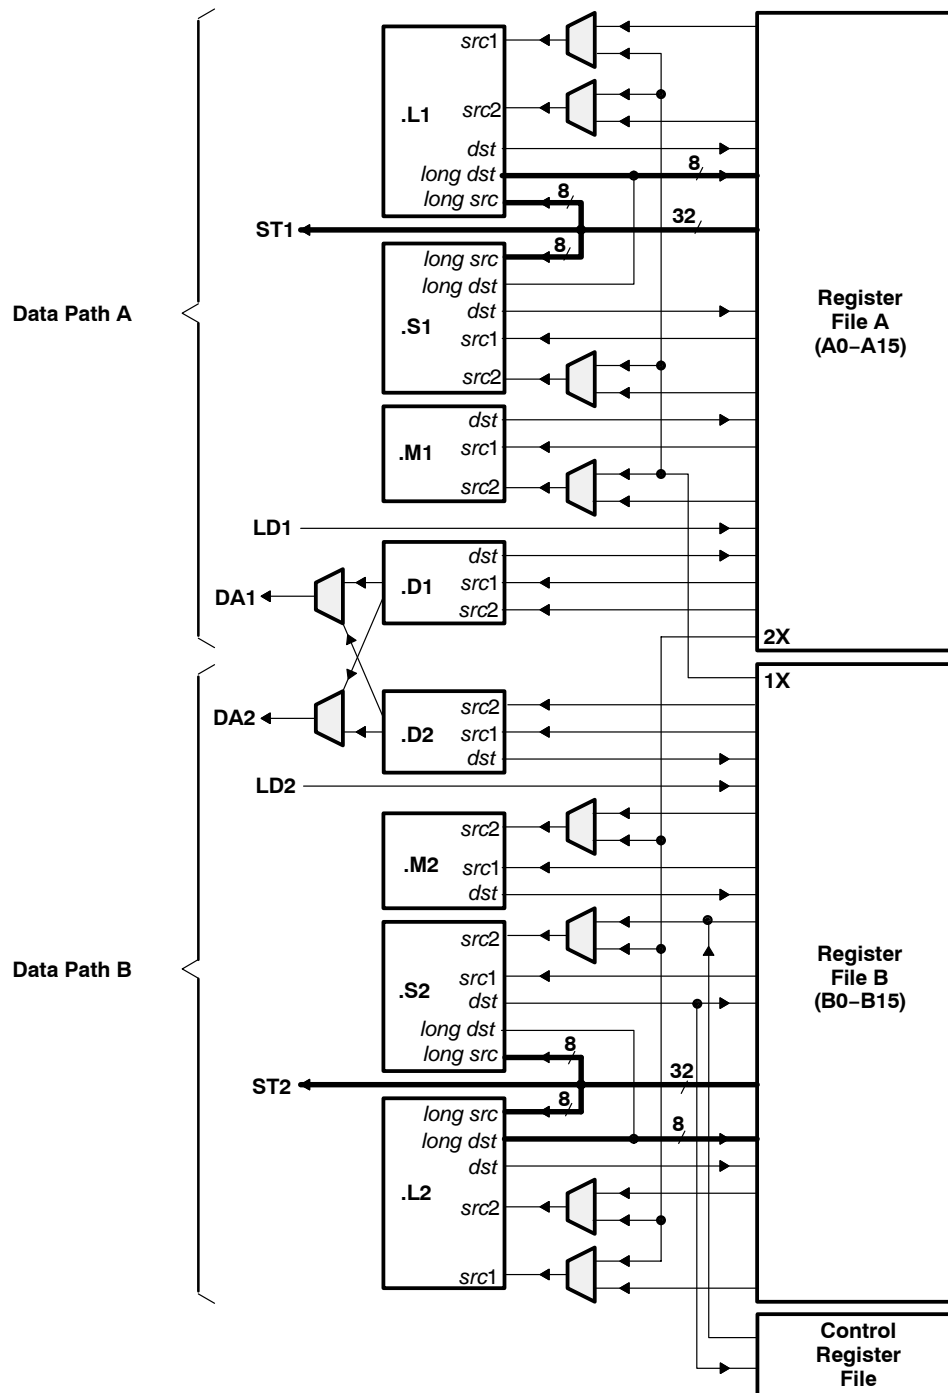 src1
.L1
src2
dst
long dst
8
long src
8
ST1
32
8
long src
long dst
Data Path A
dst
.S1
src1
src2
Register
File A
(A0–A15)
dst
.M1
src1
src2
LD1
dst
.D1
src1
src2
DA1
2X
1X
DA2
src2
.D2
src1
dst
LD2
src2
.M2
src1
dst
src2
Data Path B
src1
.S2
dst
long dst
8
long src
Register
File B
(B0–B15)
ST2
32
8
long src
8
long dst
dst
.L2
src2
src1
Control
Register
File